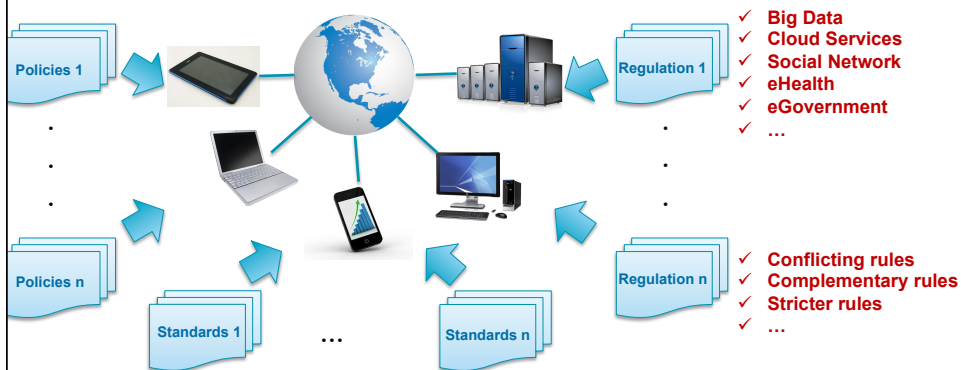 Policies 1
Regulation 1
✓ Big Data
✓ Cloud Services
✓ Social Network
✓ eHealth
✓ eGovernment
✓ …
Policies n
Regulation n
✓ Conflicting rules
✓ Complementary rules
✓ Stricter rules
✓ …
Standards 1
…
Standards n